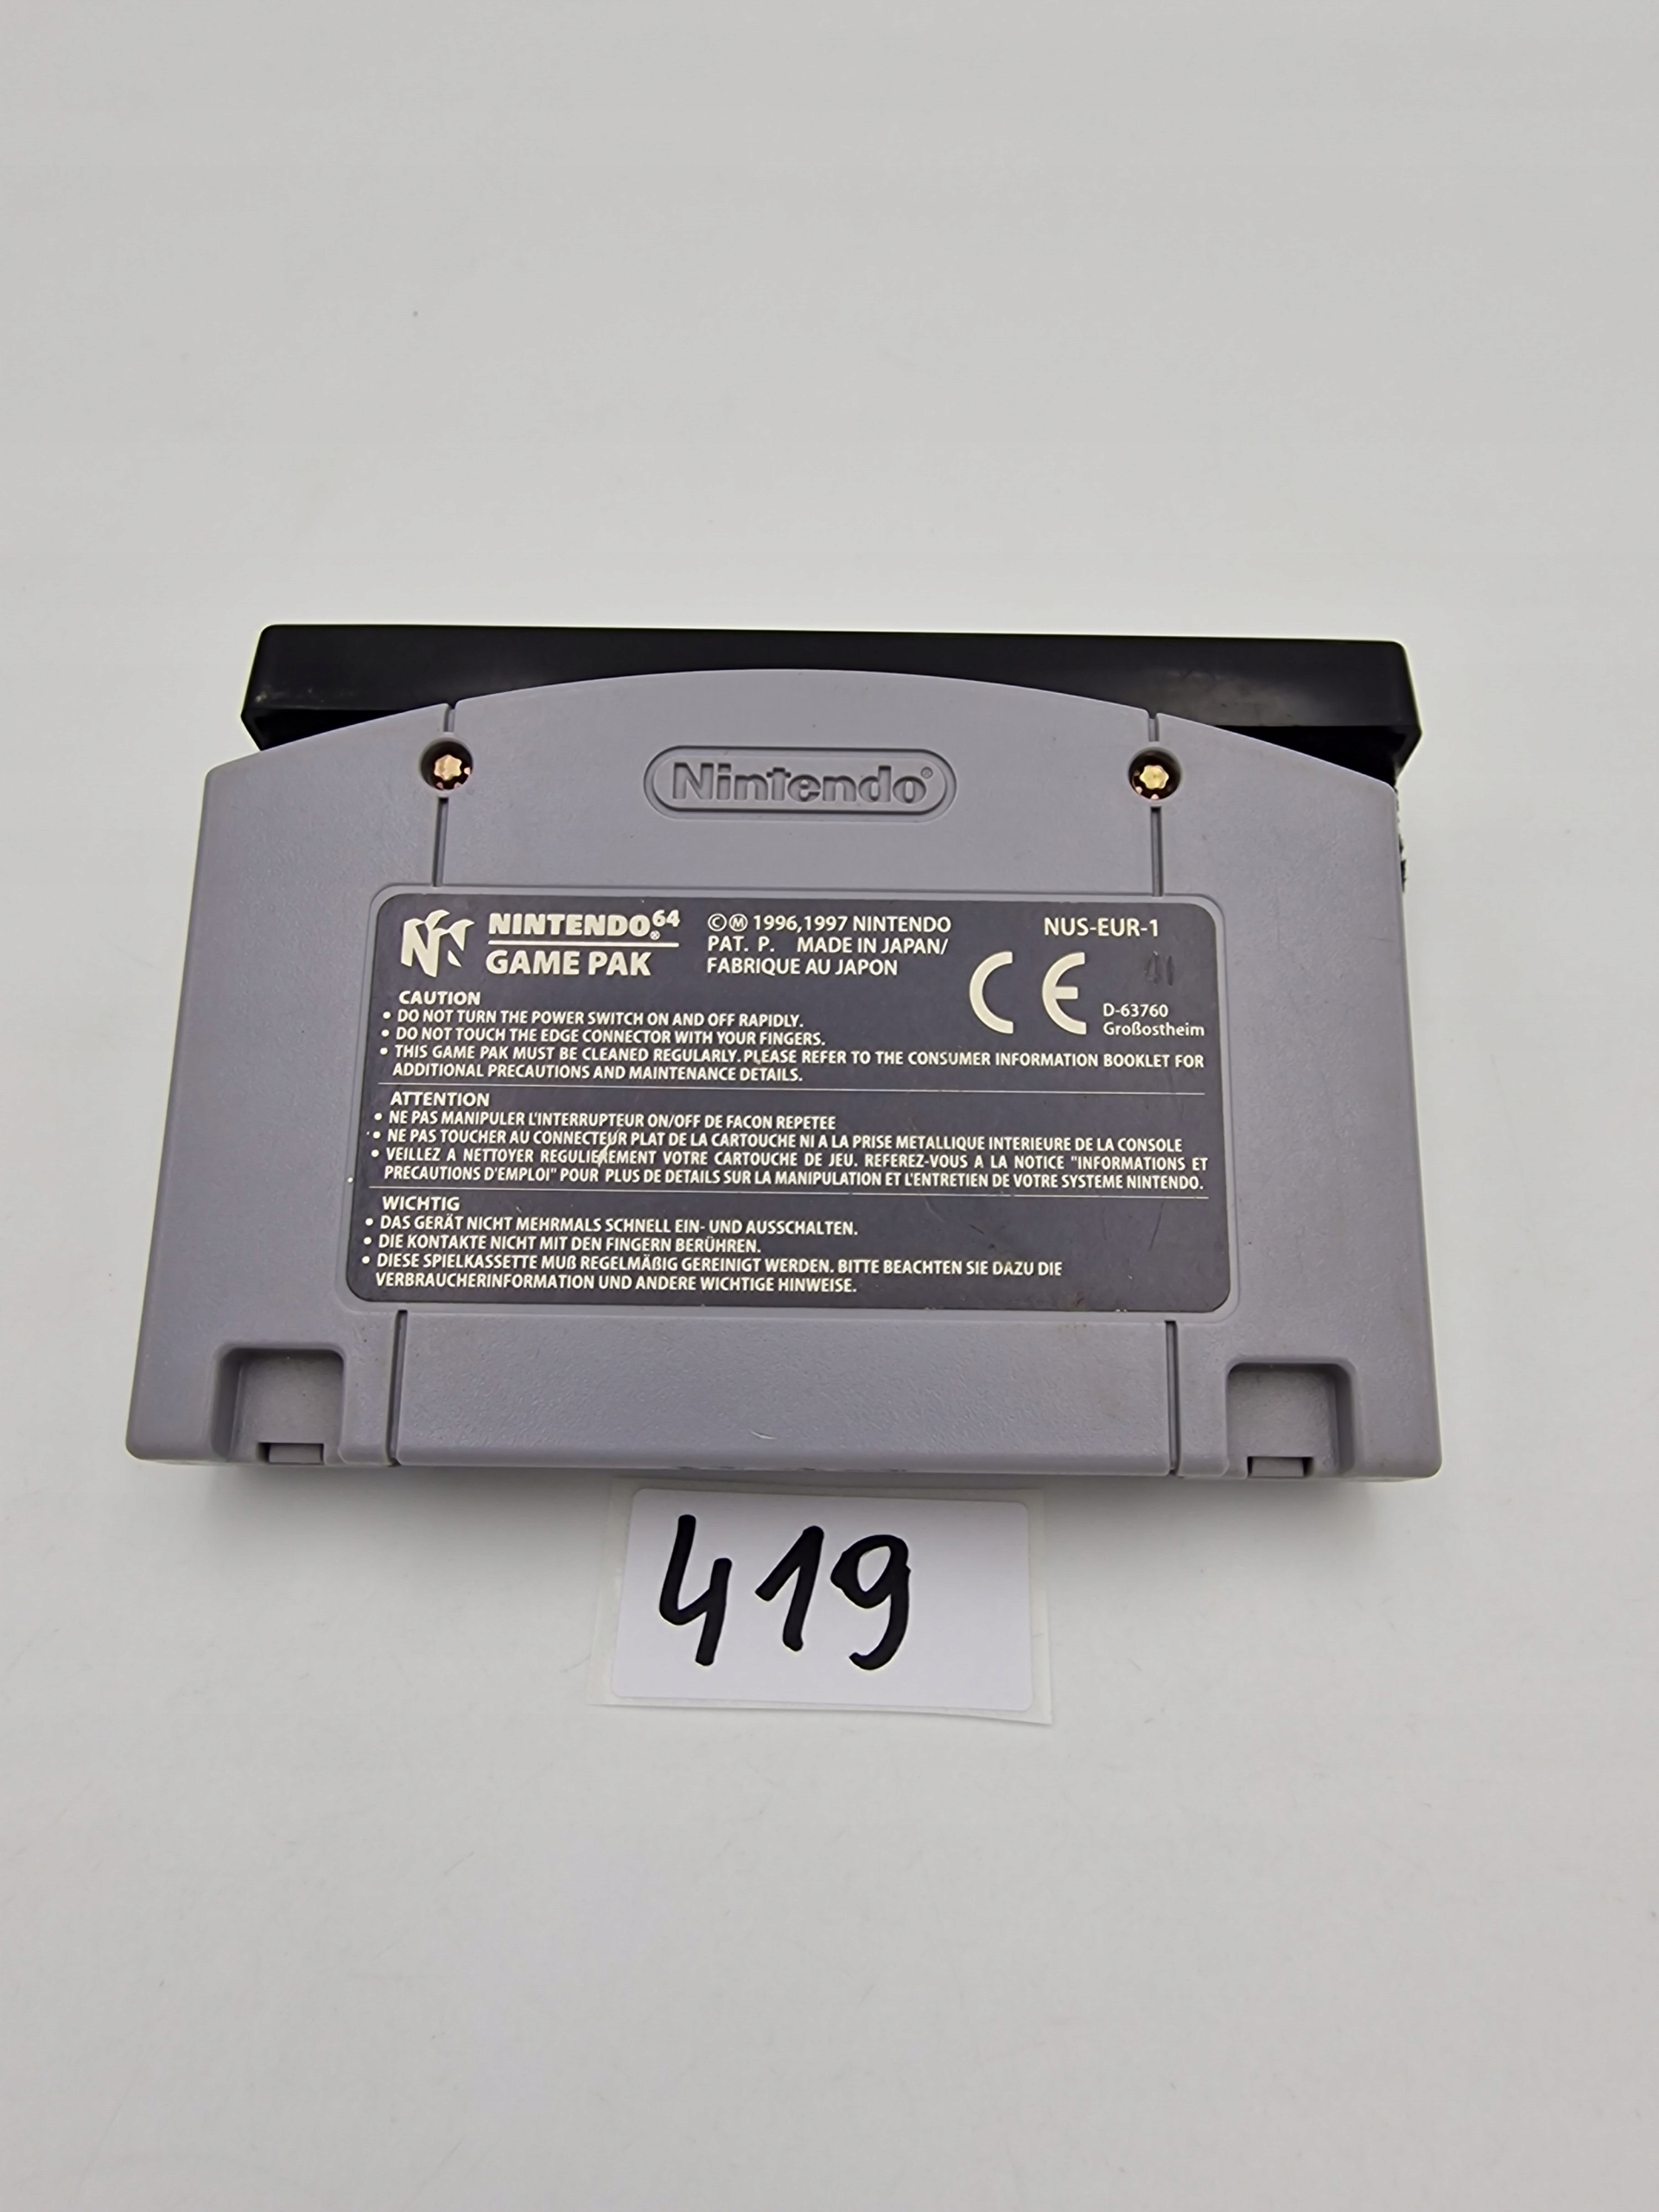 Nintendo®
NINTENDO64® ©Ⓜ 1996,1997 NINTENDO NUS-EUR-1
GAME PAK PAT. P. MADE IN JAPAN/
FABRIQUE AU JAPON
CE 41
D-63760
Großostheim
CAUTION
• DO NOT TURN THE POWER SWITCH ON AND OFF RAPIDLY.
• DO NOT TOUCH THE EDGE CONNECTOR WITH YOUR FINGERS.
• THIS GAME PAK MUST BE CLEANED REGULARLY. PLEASE REFER TO THE CONSUMER INFORMATION BOOKLET FOR
ADDITIONAL PRECAUTIONS AND MAINTENANCE DETAILS.
ATTENTION
• NE PAS MANIPULER L'INTERRUPTEUR ON/OFF DE FACON REPETEE
• NE PAS TOUCHER AU CONNECTEUR PLAT DE LA CARTOUCHE NI A LA PRISE METALLIQUE INTERIEURE DE LA CONSOLE
• VEILLEZ A NETTOYER REGULIEREMENT VOTRE CARTOUCHE DE JEU. REFEREZ-VOUS A LA NOTICE "INFORMATIONS ET
PRECAUTIONS D'EMPLOI" POUR PLUS DE DETAILS SUR LA MANIPULATION ET L'ENTRETIEN DE VOTRE SYSTEME NINTENDO.
WICHTIG
• DAS GERÄT NICHT MEHRMALS SCHNELL EIN- UND AUSSCHALTEN.
• DIE KONTAKTE NICHT MIT DEN FINGERN BERÜHREN.
• DIESE SPIELKASSETTE MUß REGELMÄßIG GEREINIGT WERDEN. BITTE BEACHTEN SIE DAZU DIE
VERBRAUCHERINFORMATION UND ANDERE WICHTIGE HINWEISE.
419